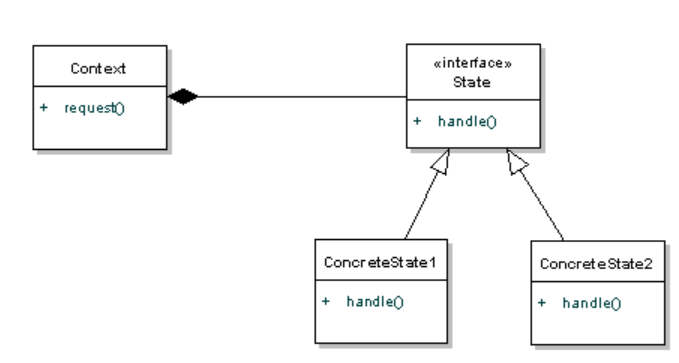 Context
+ request()
«interface»
State
+ handle()
ConcreteState1
+ handle()
ConcreteState2
+ handle()